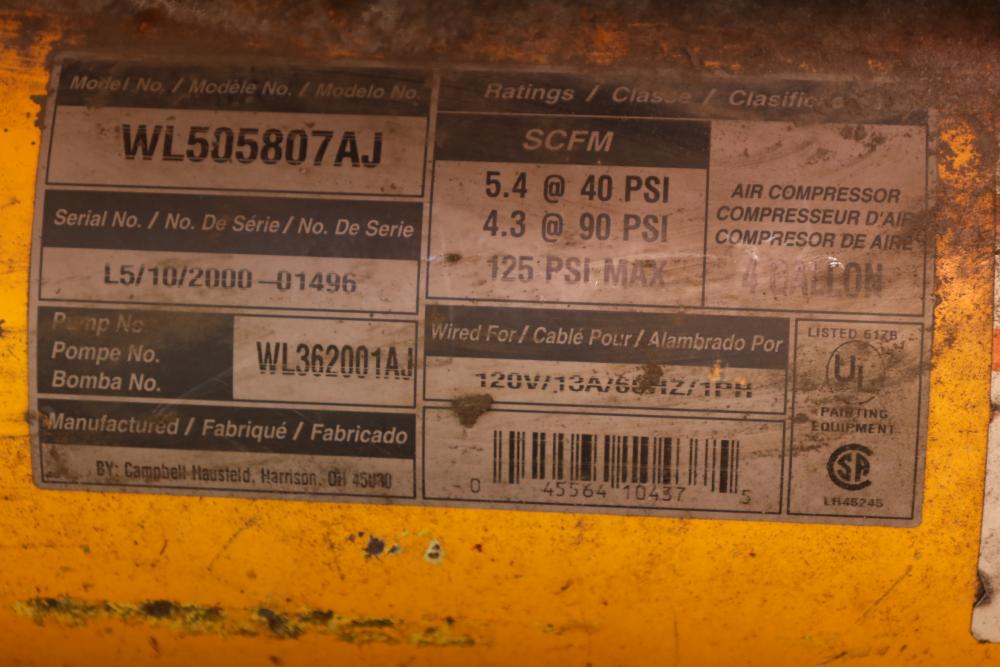 Model No. / Modèle No. / Modelo No.
WL505807AJ
Serial No. / No. De Série / No. De Serie
L5/10/2000-01496
Pump No
Pompe No.
Bomba No.
WL362001AJ
Manufactured / Fabriqué / Fabricado
BY: Campbell Hausfeld, Harrison, OH 45030
Ratings / Classe /
SCFM
5.4 @ 40 PSI
4.3 @ 90 PSI
125 PSI MAX
AIR COMPRESSOR
COMPRESSEUR D'AIR
COMPRESOR DE AIRE
4 GALLON
Wired For / Cablé Pour / Alambrado Por
120V/13A/60HZ/1PH
0 45564 10437 5
LISTED 617B
UL
PAINTING
EQUIPMENT
SA
LR45245